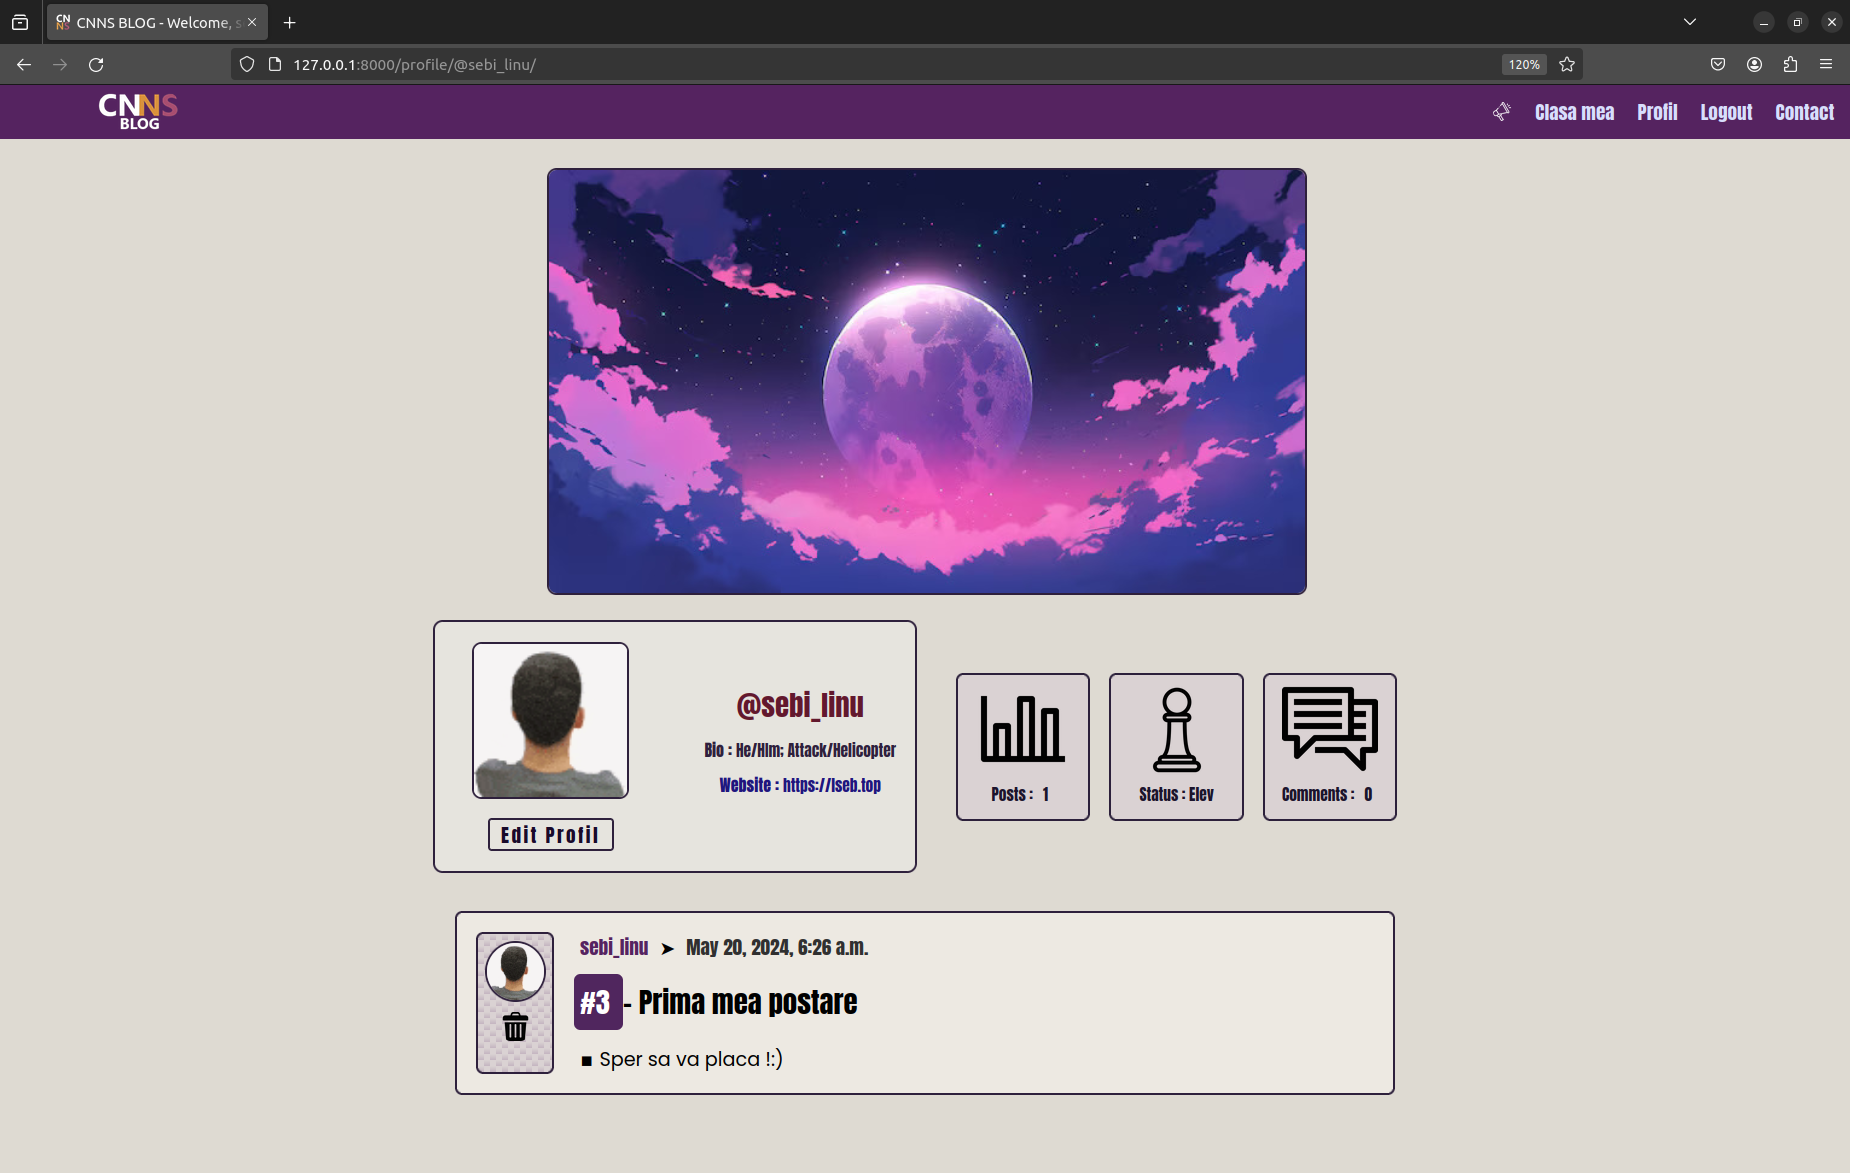 CNNS BLOG - Welcome, s
127.0.0.1:8000/profile/@sebi_linu/
120%
CNNS
BLOG
Clasa mea
Profil
Logout
Contact
@sebi_linu
Bio : He/HIm; Attack/Helicopter
Website : https://lseb.top
Edit Profil
Posts : 1
Status : Elev
Comments : 0
sebi_linu ➤ May 20, 2024, 6:26 a.m.
#3 - Prima mea postare
▪ Sper sa va placa !:)